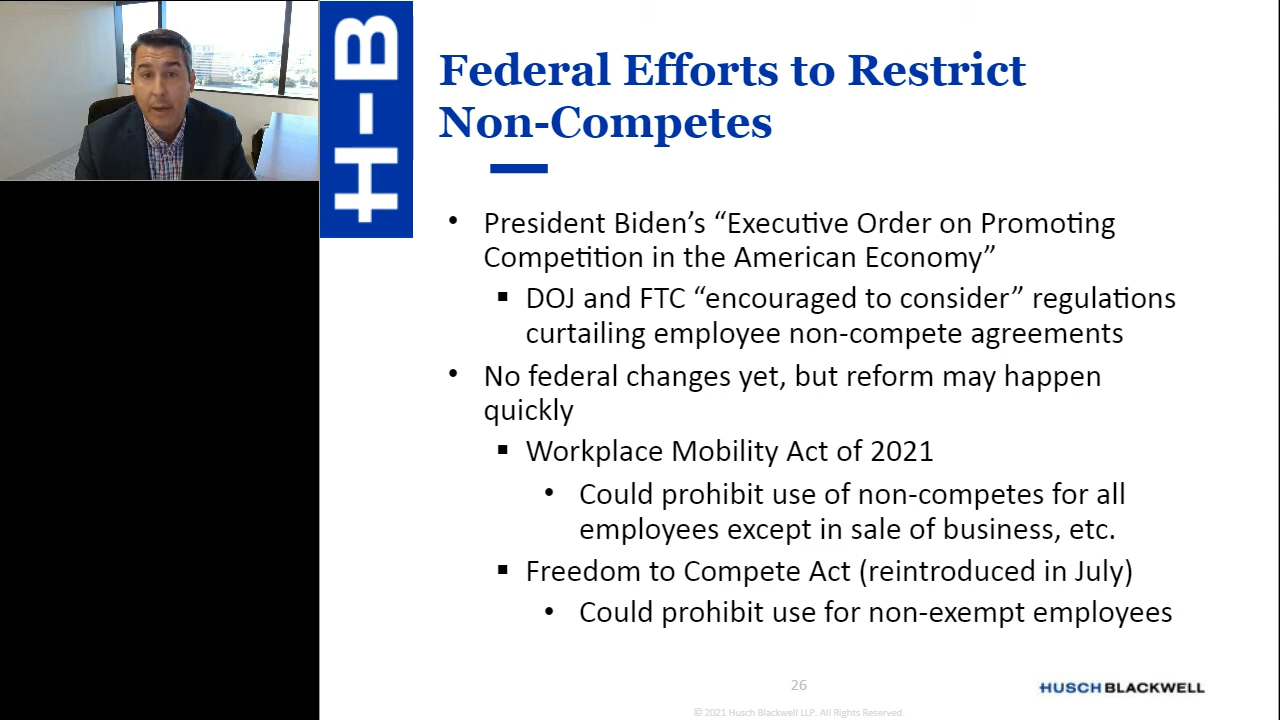 H-B
Federal Efforts to Restrict
Non-Competes
• President Biden’s “Executive Order on Promoting
Competition in the American Economy”
▪ DOJ and FTC “encouraged to consider” regulations
curtailing employee non-compete agreements
• No federal changes yet, but reform may happen
quickly
▪ Workplace Mobility Act of 2021
• Could prohibit use of non-competes for all
employees except in sale of business, etc.
▪ Freedom to Compete Act (reintroduced in July)
• Could prohibit use for non-exempt employees
26
HUSCH BLACKWELL
© 2021 Husch Blackwell LLP. All Rights Reserved.